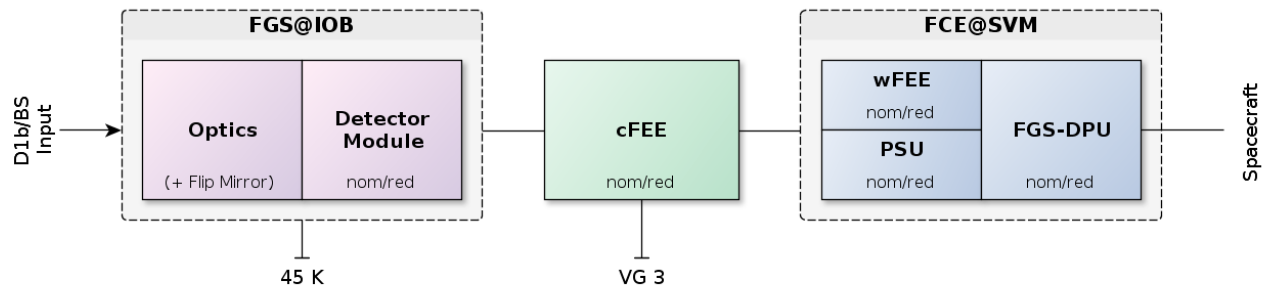 FGS@IOB
FCE@SVM
D1b/BS
Input
Optics
(+ Flip Mirror)
Detector
Module
nom/red
cFEE
nom/red
wFEE
nom/red
PSU
nom/red
FGS-DPU
nom/red
Spacecraft
45 K
VG 3